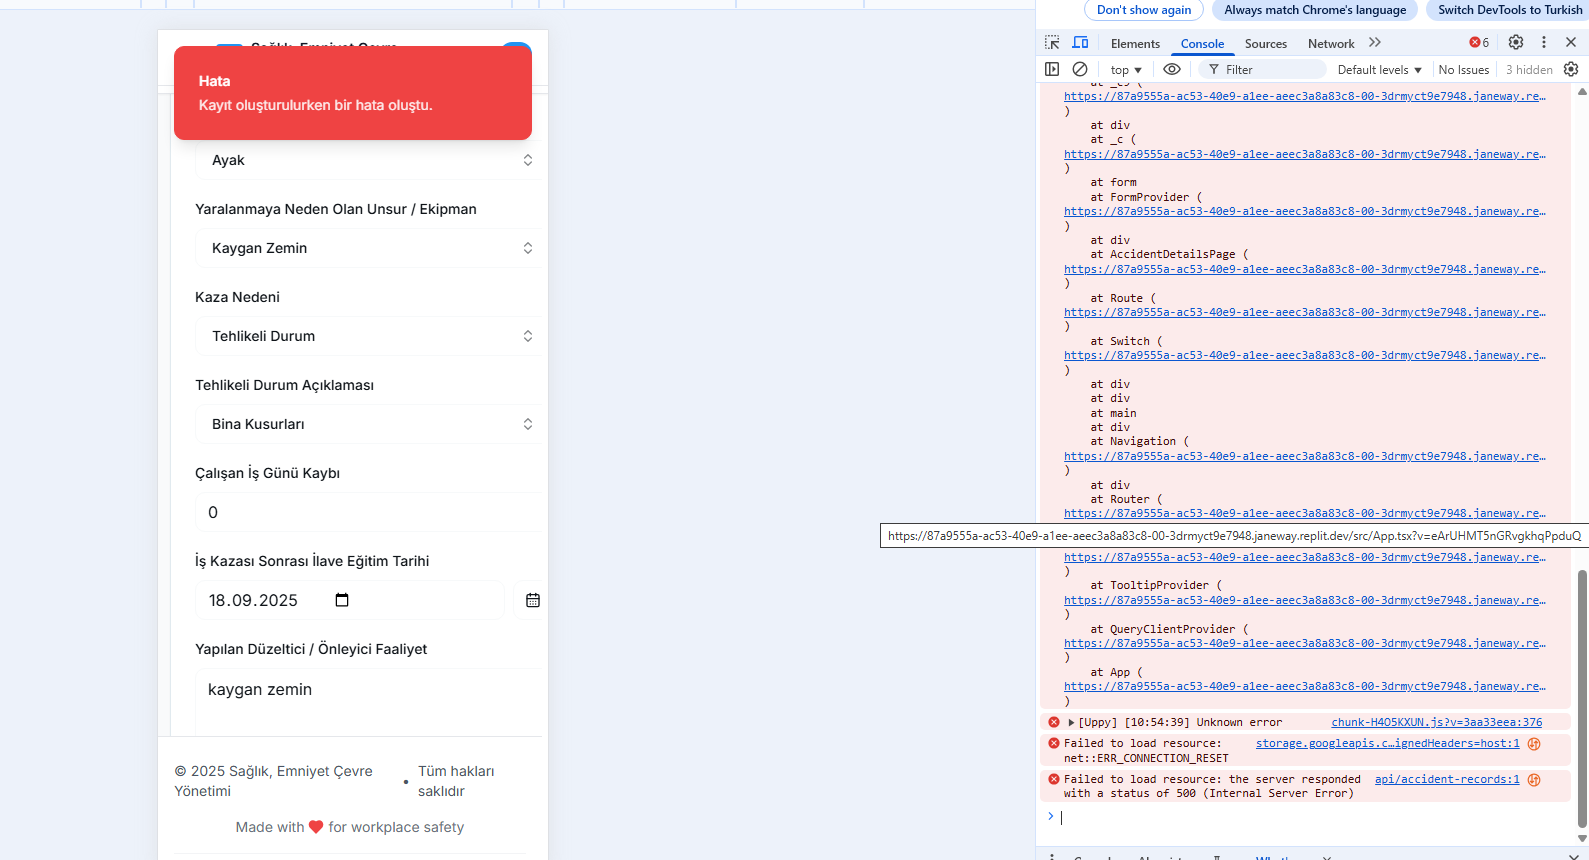 Don't show again
Always match Chrome's language
Switch DevTools to Turkish
Elements
Console
Sources
Network
6
top
Filter
Default levels
No Issues
3 hidden
Sağlık, Emniyet Çevre
Hata
Kayıt oluşturulurken bir hata oluştu.
Ayak
Yaralanmaya Neden Olan Unsur / Ekipman
Kaygan Zemin
Kaza Nedeni
Tehlikeli Durum
Tehlikeli Durum Açıklaması
Bina Kusurları
Çalışan İş Günü Kaybı
0
İş Kazası Sonrası İlave Eğitim Tarihi
18.09.2025
Yapılan Düzeltici / Önleyici Faaliyet
kaygan zemin
© 2025 Sağlık, Emniyet Çevre
Yönetimi
•
Tüm hakları
saklıdır
Made with ❤ for workplace safety
https://87a9555a-ac53-40e9-a1ee-aeec3a8a83c8-00-3drmyct9e7948.janeway.re…
)
at div
at _c (
https://87a9555a-ac53-40e9-a1ee-aeec3a8a83c8-00-3drmyct9e7948.janeway.re…
)
at form
at FormProvider (
https://87a9555a-ac53-40e9-a1ee-aeec3a8a83c8-00-3drmyct9e7948.janeway.re…
)
at div
at AccidentDetailsPage (
https://87a9555a-ac53-40e9-a1ee-aeec3a8a83c8-00-3drmyct9e7948.janeway.re…
)
at Route (
https://87a9555a-ac53-40e9-a1ee-aeec3a8a83c8-00-3drmyct9e7948.janeway.re…
)
at Switch (
https://87a9555a-ac53-40e9-a1ee-aeec3a8a83c8-00-3drmyct9e7948.janeway.re…
)
at div
at div
at main
at div
at Navigation (
https://87a9555a-ac53-40e9-a1ee-aeec3a8a83c8-00-3drmyct9e7948.janeway.re…
)
at div
at Router (
https://87a9555a-ac53-40e9-a1ee-aeec3a8a83c8-00-3drmyct9e7948.janeway.re…
https://87a9555a-ac53-40e9-a1ee-aeec3a8a83c8-00-3drmyct9e7948.janeway.replit.dev/src/App.tsx?v=eArUHMT5nGRvgkhqPpduQ
https://87a9555a-ac53-40e9-a1ee-aeec3a8a83c8-00-3drmyct9e7948.janeway.re…
)
at TooltipProvider (
https://87a9555a-ac53-40e9-a1ee-aeec3a8a83c8-00-3drmyct9e7948.janeway.re…
)
at QueryClientProvider (
https://87a9555a-ac53-40e9-a1ee-aeec3a8a83c8-00-3drmyct9e7948.janeway.re…
)
at App (
https://87a9555a-ac53-40e9-a1ee-aeec3a8a83c8-00-3drmyct9e7948.janeway.re…
)
[Uppy] [10:54:39] Unknown error
chunk-H4O5KXUN.js?v=3aa33eea:376
Failed to load resource:
storage.googleapis.c…ignedHeaders=host:1
net::ERR_CONNECTION_RESET
Failed to load resource: the server responded
api/accident-records:1
with a status of 500 (Internal Server Error)